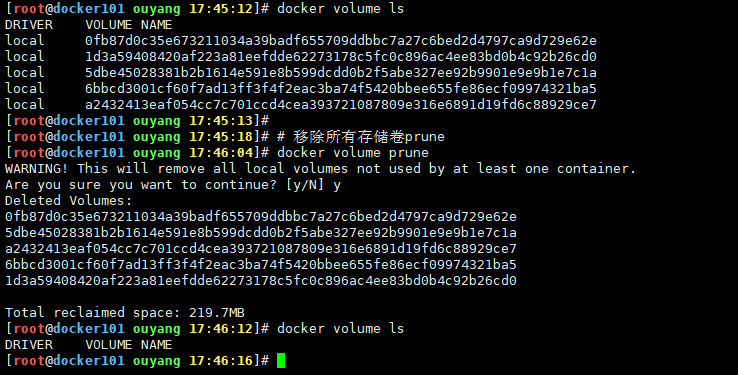 [root@docker101 ouyang 17:45:12]# docker volume ls
DRIVER    VOLUME NAME
local     0fb87d0c35e673211034a39badf655709ddbbc7a27c6bed2d4797ca9d729e62e
local     1d3a59408420af223a81eefdde62273178c5fc0c896ac4ee83bd0b4c92b26cd0
local     5dbe45028381b2b1614e591e8b599dcdd0b2f5abe327ee92b9901e9e9b1e7c1a
local     6bbcd3001cf60f7ad13ff3f4f2eac3ba74f5420bbee655fe86ecf09974321ba5
local     a2432413eaf054cc7c701ccd4cea393721087809e316e6891d19fd6c88929ce7
[root@docker101 ouyang 17:45:13]#
[root@docker101 ouyang 17:45:18]# # 移除所有存储卷prune
[root@docker101 ouyang 17:46:04]# docker volume prune
WARNING! This will remove all local volumes not used by at least one container.
Are you sure you want to continue? [y/N] y
Deleted Volumes:
0fb87d0c35e673211034a39badf655709ddbbc7a27c6bed2d4797ca9d729e62e
5dbe45028381b2b1614e591e8b599dcdd0b2f5abe327ee92b9901e9e9b1e7c1a
a2432413eaf054cc7c701ccd4cea393721087809e316e6891d19fd6c88929ce7
6bbcd3001cf60f7ad13ff3f4f2eac3ba74f5420bbee655fe86ecf09974321ba5
1d3a59408420af223a81eefdde62273178c5fc0c896ac4ee83bd0b4c92b26cd0

Total reclaimed space: 219.7MB
[root@docker101 ouyang 17:46:12]# docker volume ls
DRIVER    VOLUME NAME
[root@docker101 ouyang 17:46:16]#